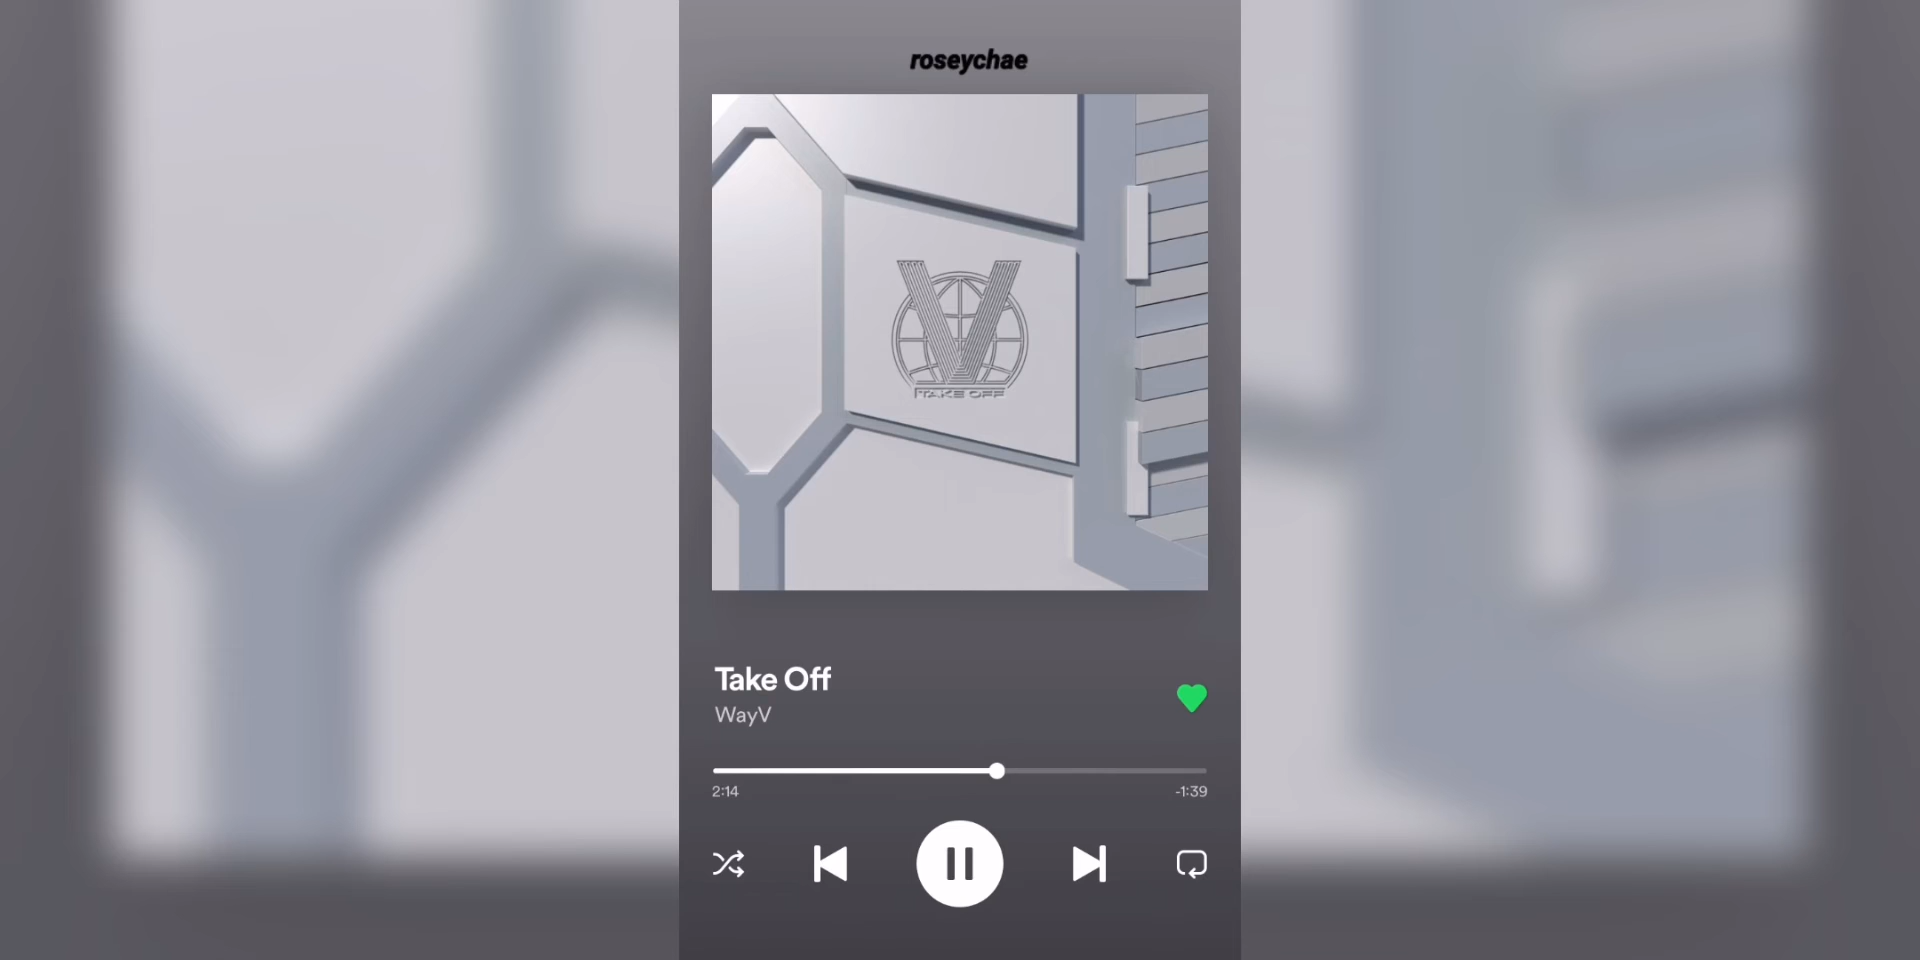 roseychae
V
TAKE OFF
Take Off
WayV
2:14
-1:39